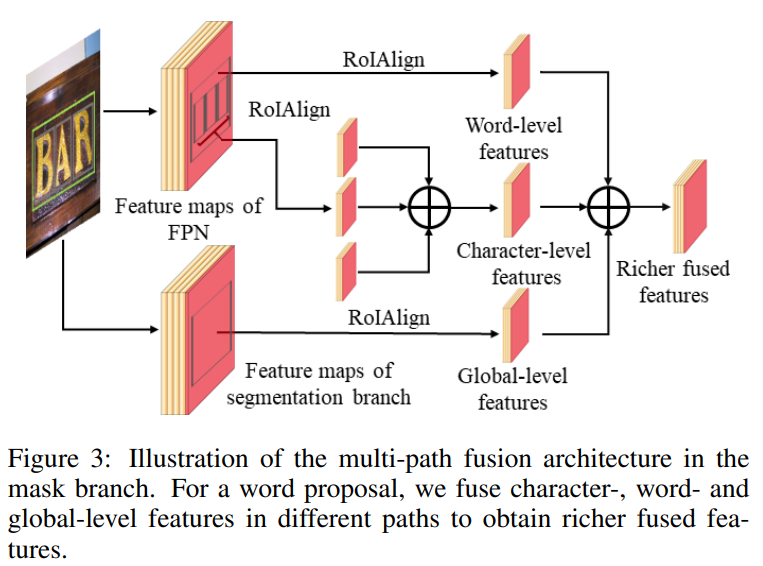 RoIAlign
RoIAlign
BAR
Word-level
features
Feature maps of
FPN
Character-level
features
Richer fused
features
RoIAlign
Feature maps of
segmentation branch
Global-level
features
Figure 3: Illustration of the multi-path fusion architecture in the
mask branch. For a word proposal, we fuse character-, word- and
global-level features in different paths to obtain richer fused fea-
tures.